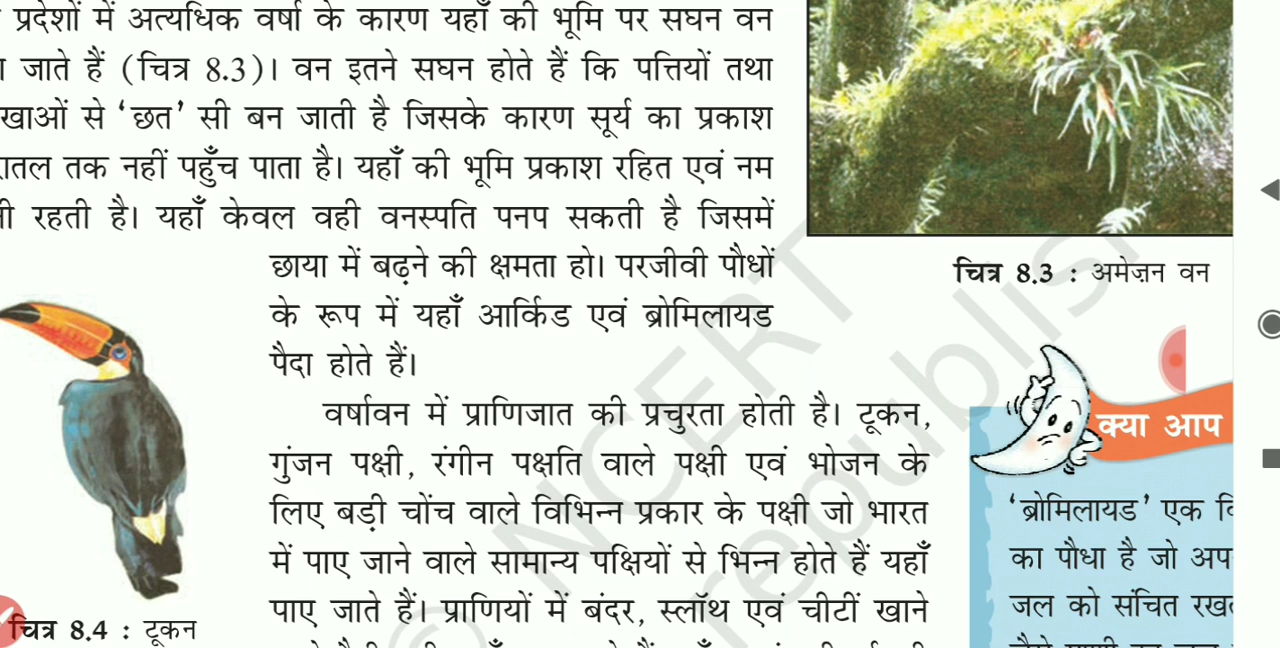 प्रदेशों में अत्यधिक वर्षा के कारण यहाँ की भूमि पर सघन वन
जाते हैं (चित्र 8.3)। वन इतने सघन होते हैं कि पत्तियों तथा
खाओं से ‘छत’ सी बन जाती है जिसके कारण सूर्य का प्रकाश
तल तक नहीं पहुँच पाता है। यहाँ की भूमि प्रकाश रहित एवं नम
रहती है। यहाँ केवल वही वनस्पति पनप सकती है जिसमें
छाया में बढ़ने की क्षमता हो। परजीवी पौधों
के रूप में यहाँ आर्किड एवं ब्रोमिलायड
पैदा होते हैं।
वर्षावन में प्राणिजात की प्रचुरता होती है। टूकन,
गुंजन पक्षी, रंगीन पक्षति वाले पक्षी एवं भोजन के
लिए बड़ी चोंच वाले विभिन्न प्रकार के पक्षी जो भारत
में पाए जाने वाले सामान्य पक्षियों से भिन्न होते हैं यहाँ
पाए जाते हैं। प्राणियों में बंदर, स्लॉथ एवं चीटीं खाने
चित्र 8.4 : टूकन
चित्र 8.3 : अमेज़न वन
क्या आप
‘ब्रोमिलायड’ एक वि
का पौधा है जो अप
जल को संचित रख
© NCERT
republis